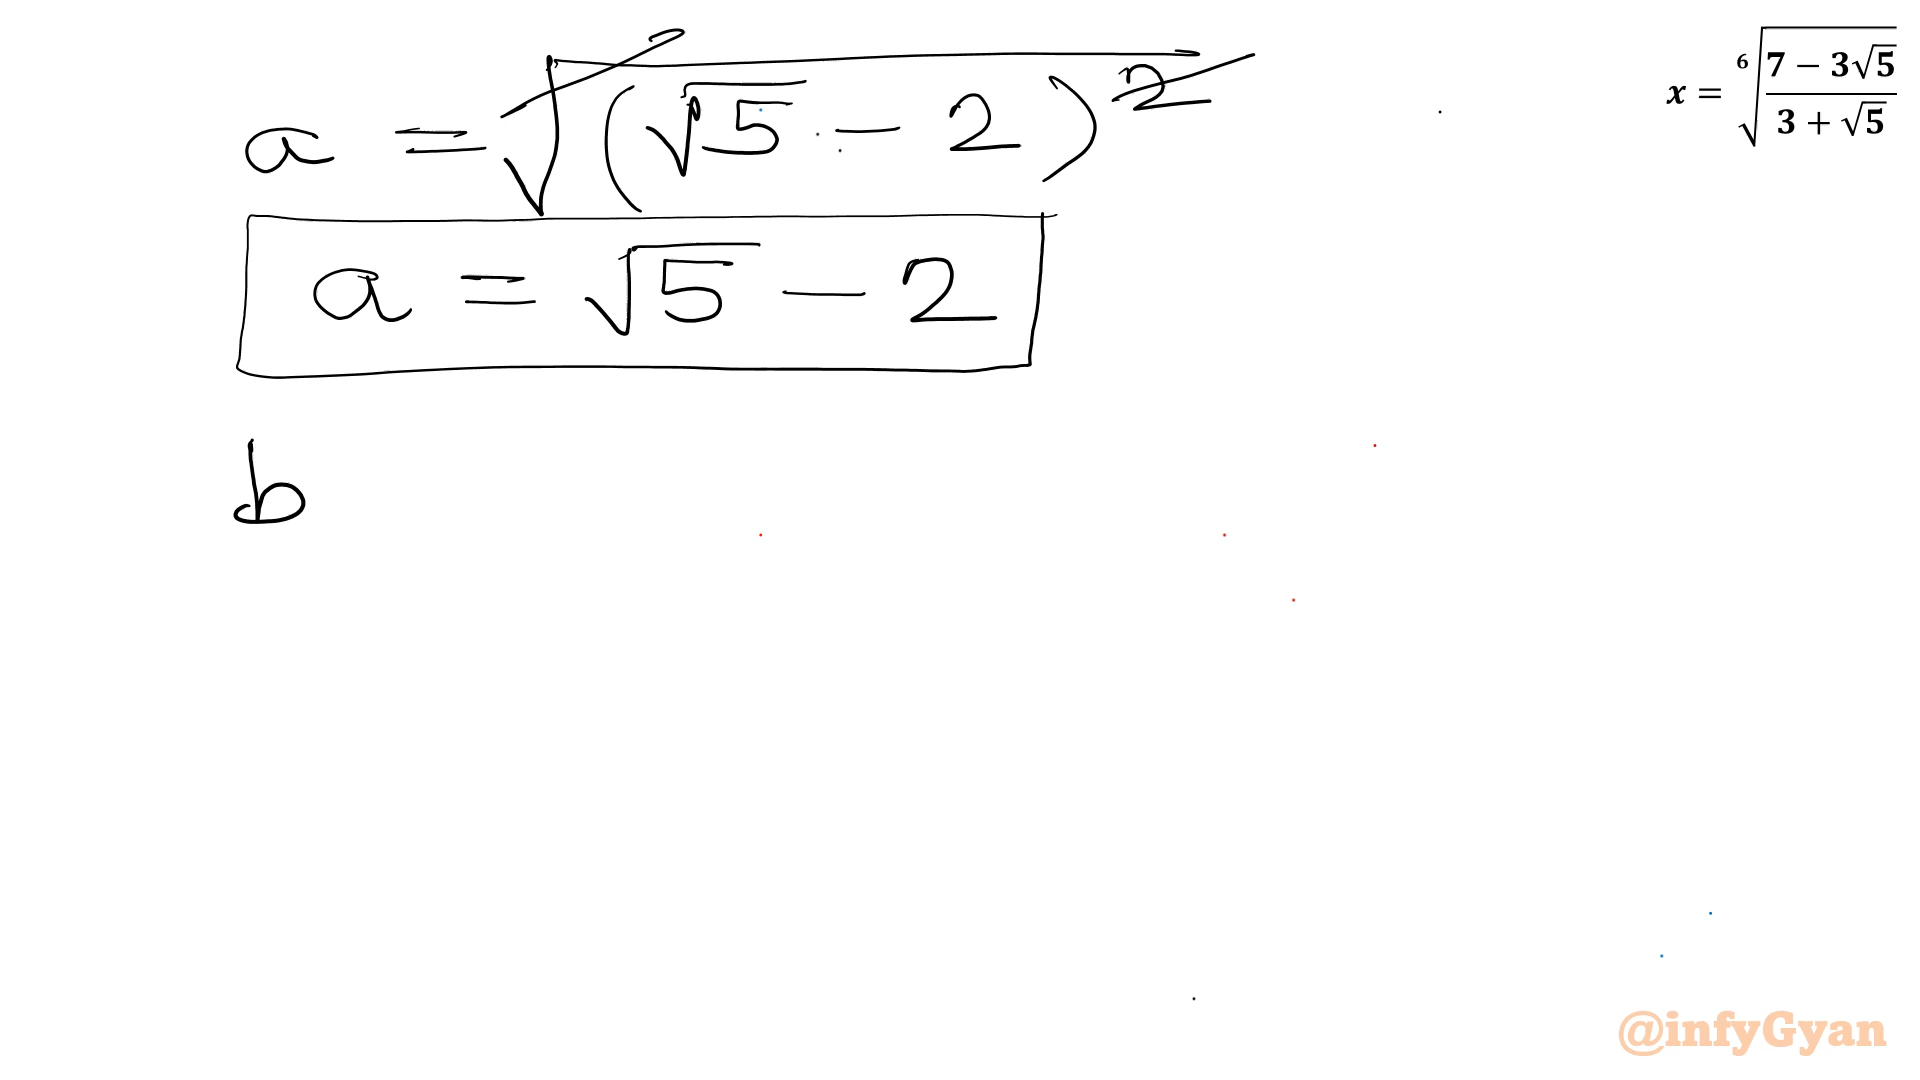 a = √(√5 - 2)²
x = ⁶√((7 − 3√5)/(3 + √5))
a = √5 - 2
b
@infyGyan